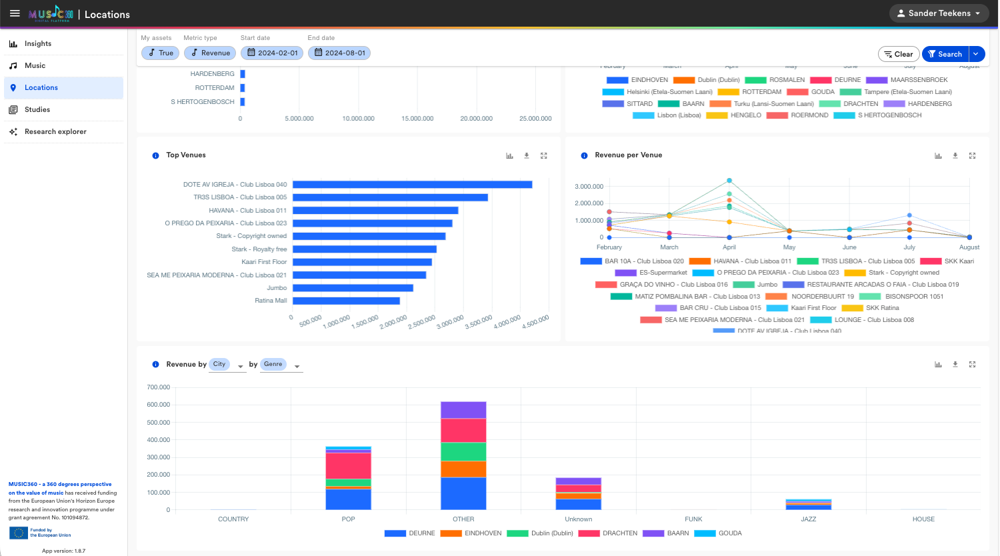 MUSIC360
DIGITAL PLATFORM
| Locations
Sander Teekens
Insights
Music
Locations
Studies
Research explorer
My assets
Metric type
Start date
End date
True
Revenue
2024-02-01
2024-08-01
Clear
Search
HARDENBERG
ROTTERDAM
S HERTOGENBOSCH
0 5.000.000 10.000.000 15.000.000 20.000.000 25.000.000
February March April May June July August
EINDHOVEN Dublin (Dublin) ROSMALEN DEURNE MAARSSENBROEK
Helsinki (Etela-Suomen Laani) ROTTERDAM GOUDA Tampere (Etela-Suomen Laani)
SITTARD BAARN Turku (Lansi-Suomen Laani) DRACHTEN HARDENBERG
Lisbon (Lisboa) HENGELO ROERMOND S HERTOGENBOSCH
Top Venues
DOTE AV IGREJA - Club Lisboa 040
TR3S LISBOA - Club Lisboa 005
HAVANA - Club Lisboa 011
O PREGO DA PEIXARIA - Club Lisboa 023
Stark - Copyright owned
Stark - Royalty free
Kaari First Floor
SEA ME PEIXARIA MODERNA - Club Lisboa 021
Jumbo
Ratina Mall
0 500.000 1.000.000 1.500.000 2.000.000 2.500.000 3.000.000 3.500.000 4.000.000 4.500.000
Revenue per Venue
3.000.000
2.000.000
1.000.000
0
February March April May June July August
BAR 10A - Club Lisboa 020 HAVANA - Club Lisboa 011 TR3S LISBOA - Club Lisboa 005 SKK Kaari
ES-Supermarket O PREGO DA PEIXARIA - Club Lisboa 023 Stark - Copyright owned
GRAÇA DO VINHO - Club Lisboa 016 Jumbo RESTAURANTE ARCADAS O FAIA - Club Lisboa 019
MATIZ POMBALINA BAR - Club Lisboa 013 NOORDERBUURT 19 BISONSPOOR 1051
BAR CRU - Club Lisboa 015 Kaari First Floor SKK Ratina
SEA ME PEIXARIA MODERNA - Club Lisboa 021 LOUNGE - Club Lisboa 008
DOTE AV IGREJA - Club Lisboa 040
Revenue by City by Genre
700.000
600.000
500.000
400.000
300.000
200.000
100.000
0
COUNTRY POP OTHER Unknown FUNK JAZZ HOUSE
DEURNE EINDHOVEN Dublin (Dublin) DRACHTEN BAARN GOUDA
MUSIC360 - a 360 degrees perspective
on the value of music has received funding
from the European Union's Horizon Europe
research and innovation programme under
grant agreement No. 101094872.
Funded by
the European Union
App version: 1.8.7